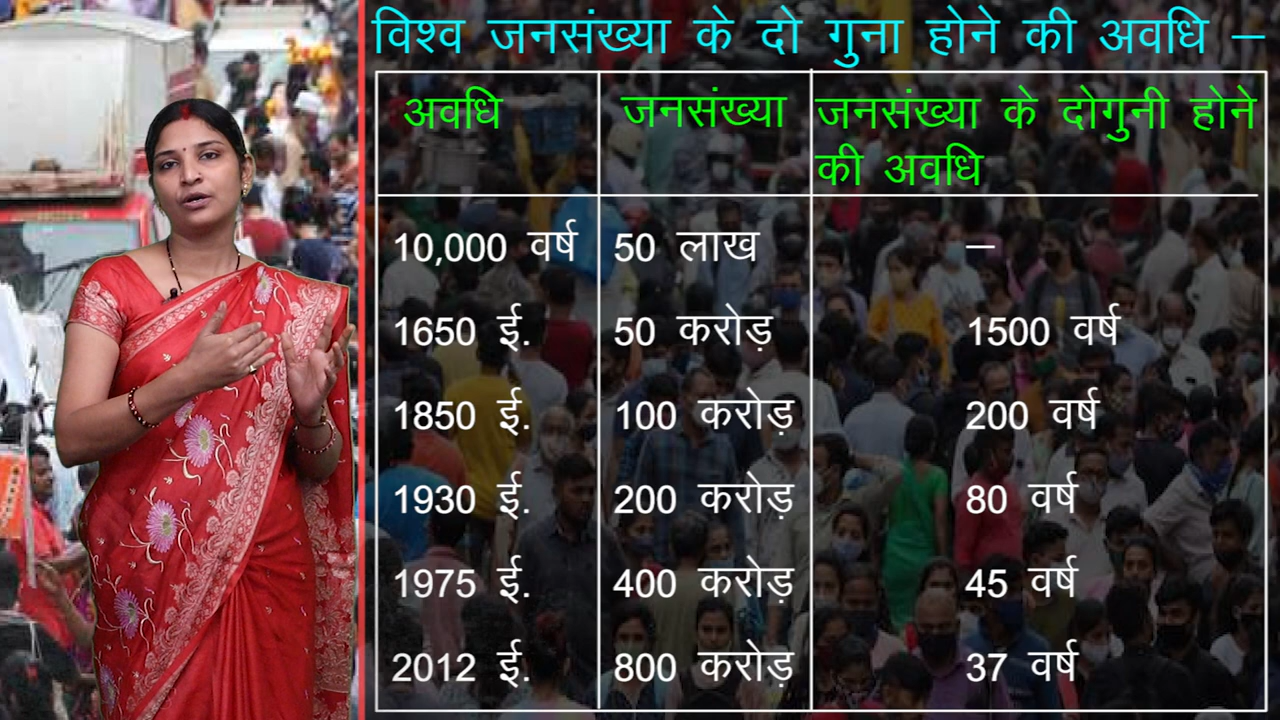 विश्व जनसंख्या के दो गुना होने की अवधि –
अवधि जनसंख्या जनसंख्या के दोगुनी होने
की अवधि
10,000 वर्ष 50 लाख –
1650 ई. 50 करोड़ 1500 वर्ष
1850 ई. 100 करोड़ 200 वर्ष
1930 ई. 200 करोड़ 80 वर्ष
1975 ई. 400 करोड़ 45 वर्ष
2012 ई. 800 करोड़ 37 वर्ष